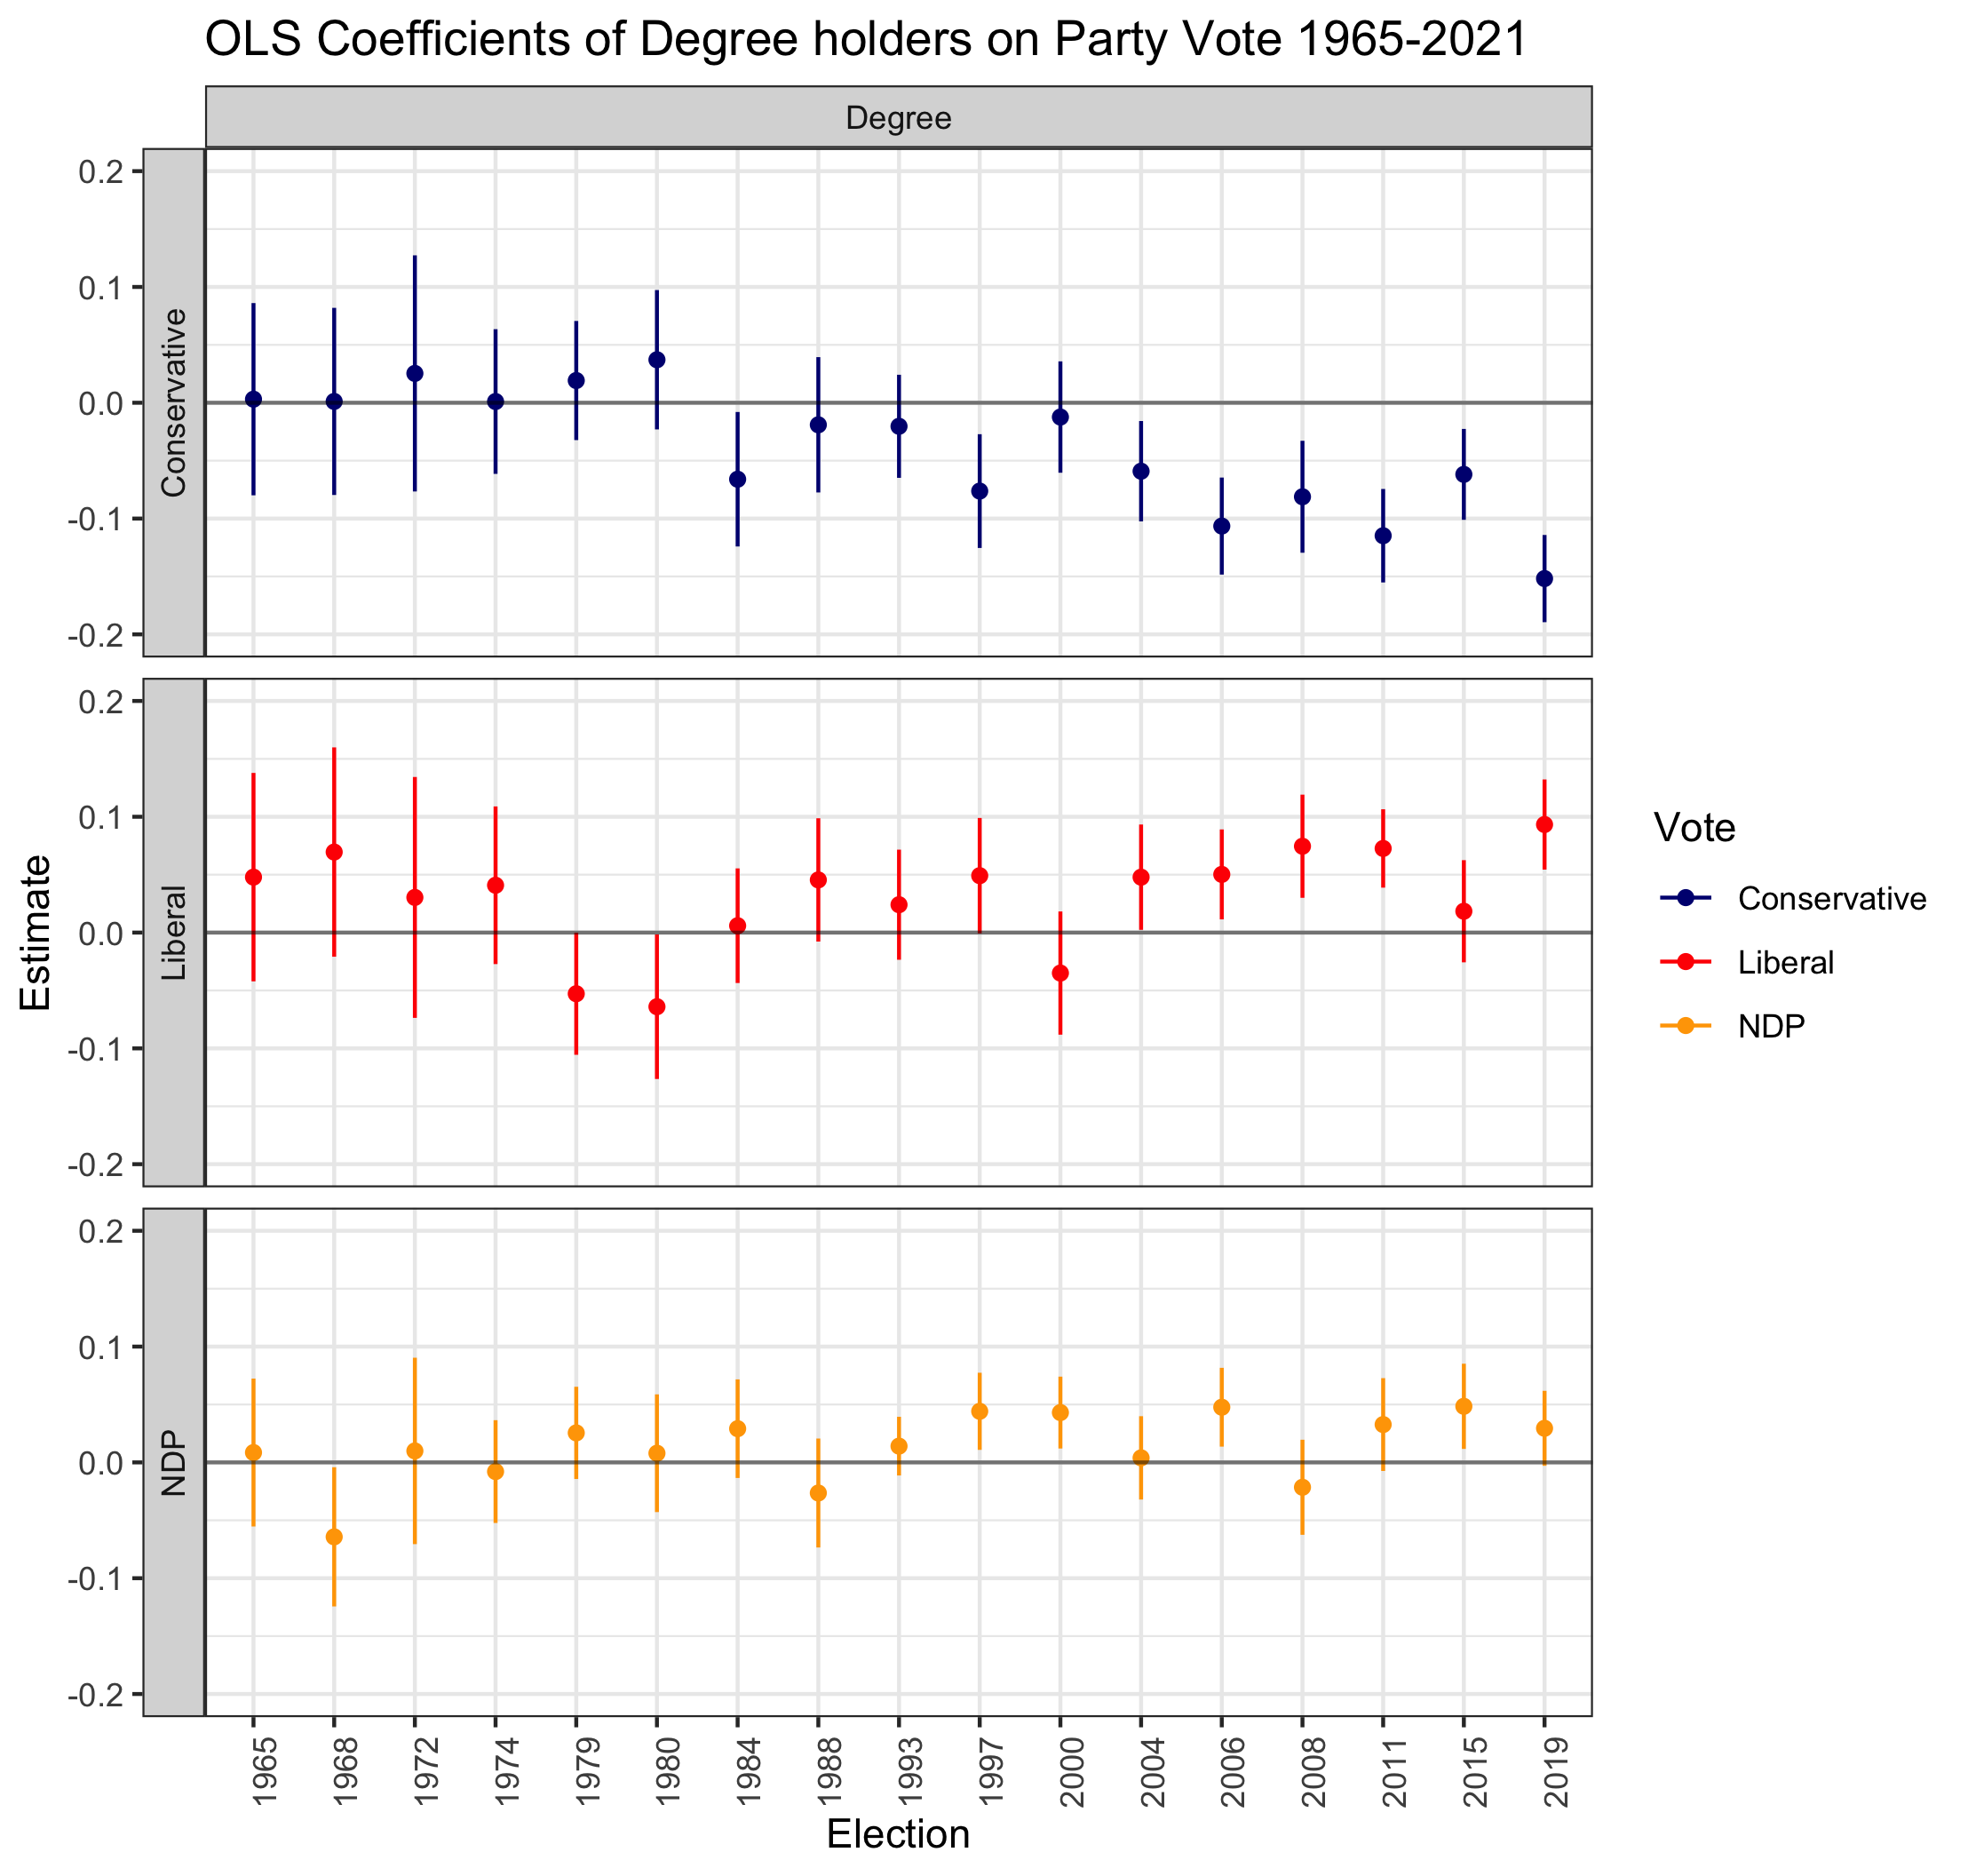 OLS Coefficients of Degree holders on Party Vote 1965-2021
Degree
Conservative
0.2
0.1
0.0
-0.1
-0.2
Liberal
0.2
0.1
0.0
-0.1
-0.2
NDP
0.2
0.1
0.0
-0.1
-0.2
Estimate
1965
1968
1972
1974
1979
1980
1984
1988
1993
1997
2000
2004
2006
2008
2011
2015
2019
Election
Vote
Conservative
Liberal
NDP